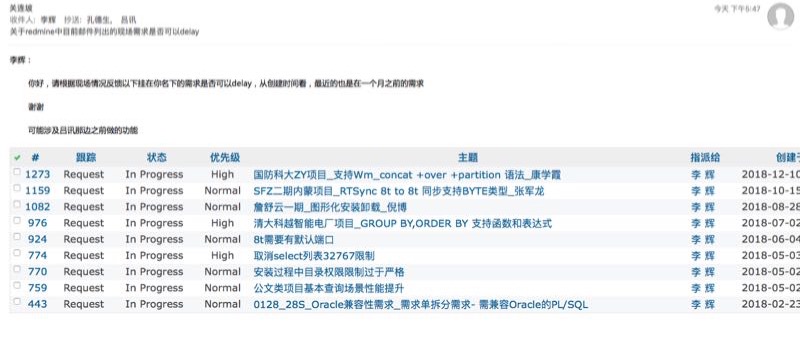 吴连坡
今天 下午6:47
收件人：李辉 抄送：孔德生，吕讯
关于redmine中目前邮件列出的现场需求是否可以delay
李辉：
你好，请根据现场情况反馈以下挂在你名下的需求是否可以delay，从创建时间看，最近的也是在一个月之前的需求
谢谢
可能涉及吕讯那边之前做的功能
# 跟踪 状态 优先级 主题 指派给 创建于
1273 Request In Progress High 国防科大ZY项目_支持Wm_concat +over +partition 语法_康学霞 李 辉 2018-12-10
1159 Request In Progress Normal SFZ二期内蒙项目_RTSync 8t to 8t 同步支持BYTE类型_张军龙 李 辉 2018-10-15
1082 Request In Progress Normal 詹舒云一期_图形化安装卸载_倪博 李 辉 2018-08-28
976 Request In Progress High 清大科越智能电厂项目_GROUP BY,ORDER BY 支持函数和表达式 李 辉 2018-07-02
924 Request In Progress Normal 8t需要有默认端口 李 辉 2018-06-04
774 Request In Progress High 取消select列表32767限制 李 辉 2018-05-03
770 Request In Progress Normal 安装过程中目录权限限制过于严格 李 辉 2018-05-02
759 Request In Progress Normal 公文类项目基本查询场景性能提升 李 辉 2018-05-02
443 Request In Progress Normal 0128_28S_Oracle兼容性需求_需求单拆分需求- 需兼容Oracle的PL/SQL 李 辉 2018-02-23